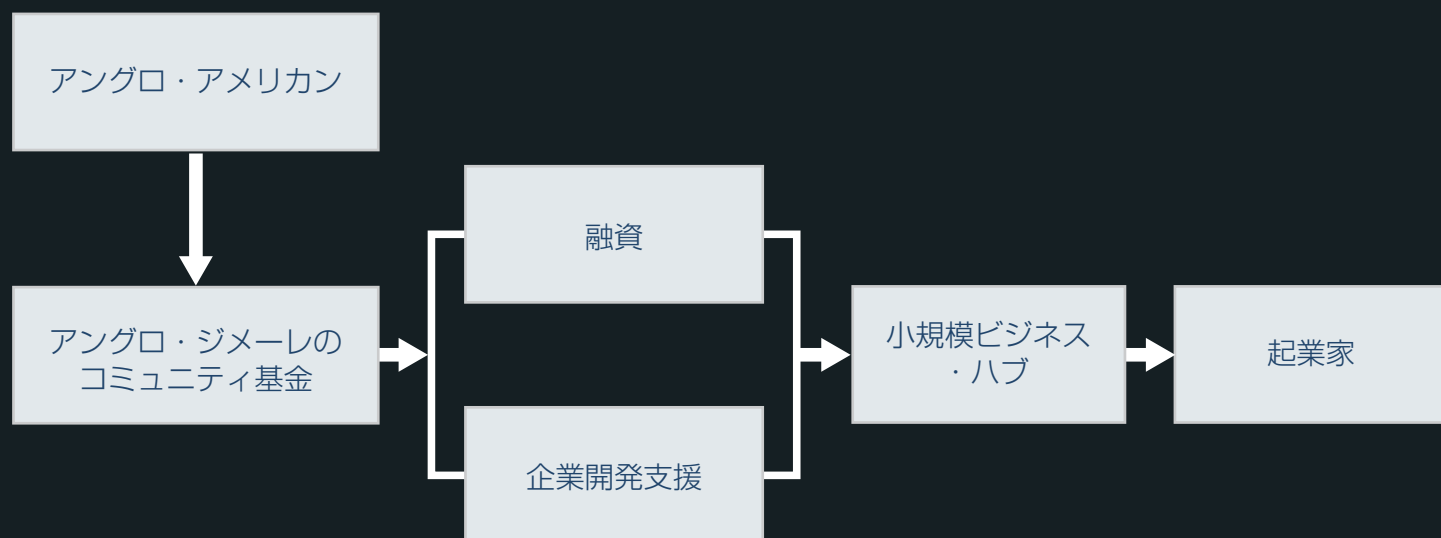 アングロ・アメリカン
融資
アングロ・ジメーレの
コミュニティ基金
小規模ビジネス
・ハブ
起業家
企業開発支援